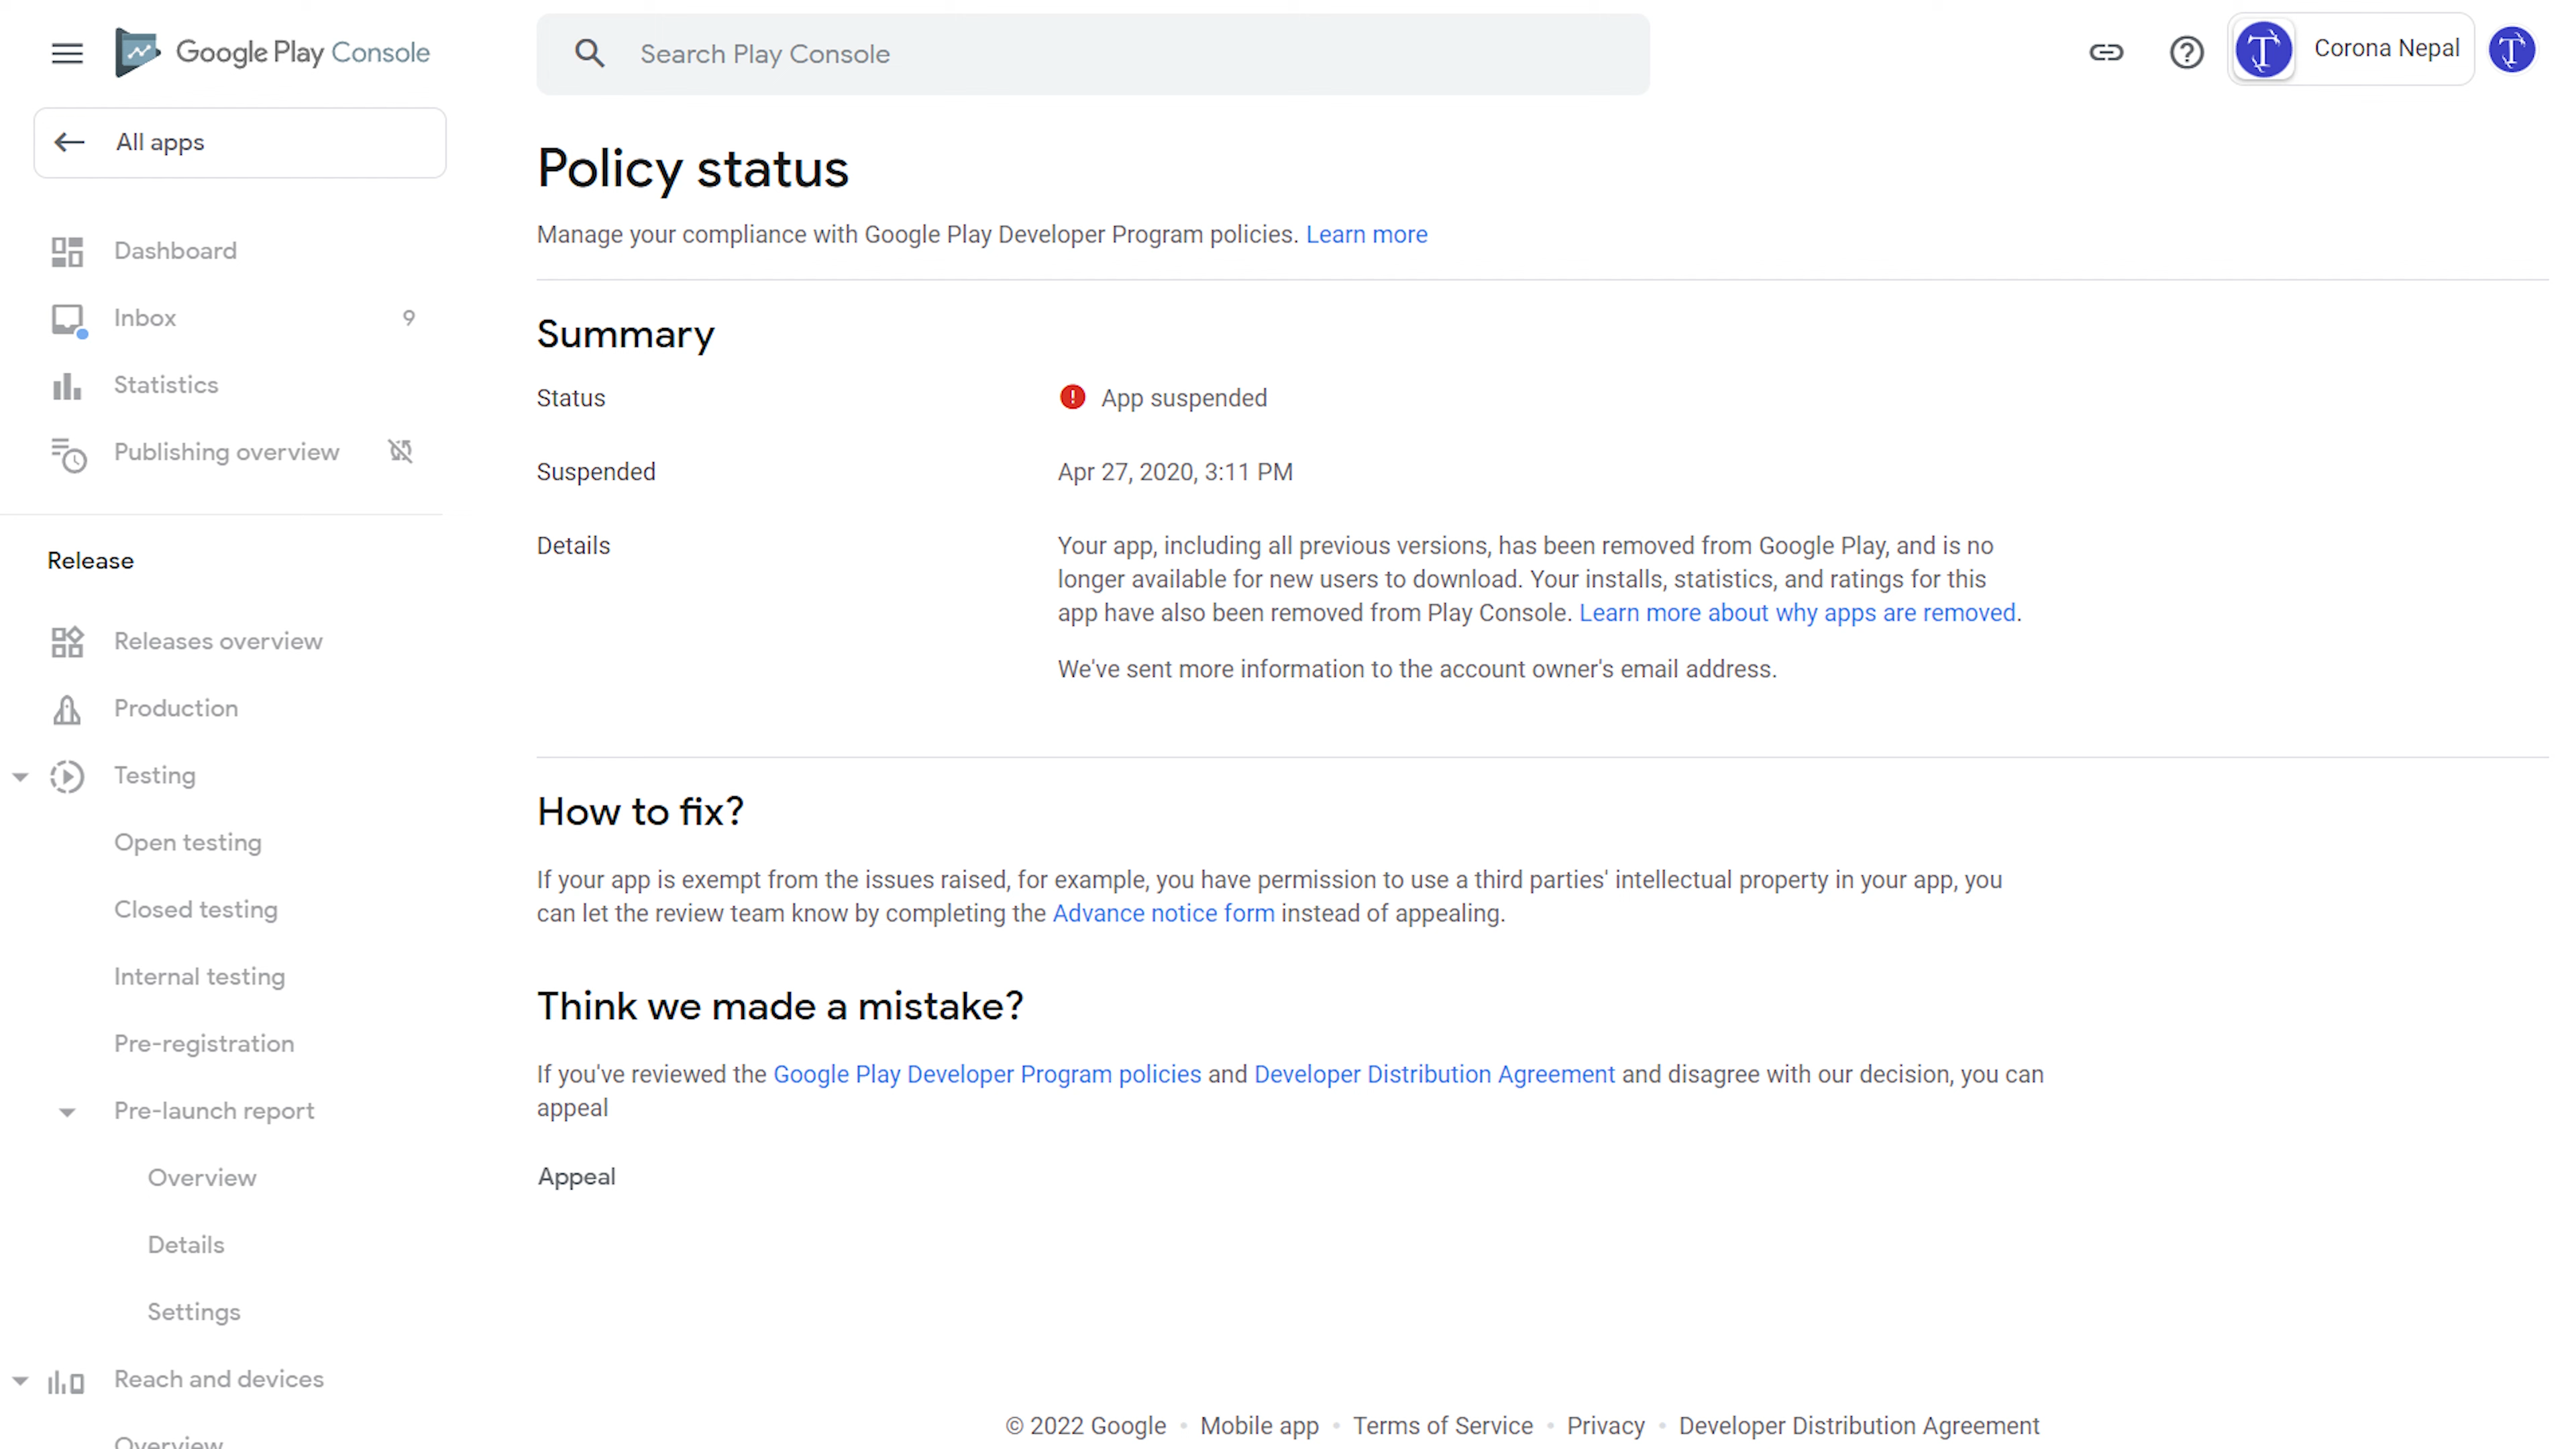 Google Play Console
Search Play Console
Corona Nepal
All apps
Dashboard
Inbox 9
Statistics
Publishing overview
Release
Releases overview
Production
Testing
Open testing
Closed testing
Internal testing
Pre-registration
Pre-launch report
Overview
Details
Settings
Reach and devices
Overview
Policy status
Manage your compliance with Google Play Developer Program policies. Learn more
Summary
Status App suspended
Suspended Apr 27, 2020, 3:11 PM
Details Your app, including all previous versions, has been removed from Google Play, and is no
longer available for new users to download. Your installs, statistics, and ratings for this
app have also been removed from Play Console. Learn more about why apps are removed.
We've sent more information to the account owner's email address.
How to fix?
If your app is exempt from the issues raised, for example, you have permission to use a third parties' intellectual property in your app, you
can let the review team know by completing the Advance notice form instead of appealing.
Think we made a mistake?
If you've reviewed the Google Play Developer Program policies and Developer Distribution Agreement and disagree with our decision, you can
appeal
Appeal
© 2022 Google • Mobile app • Terms of Service • Privacy • Developer Distribution Agreement